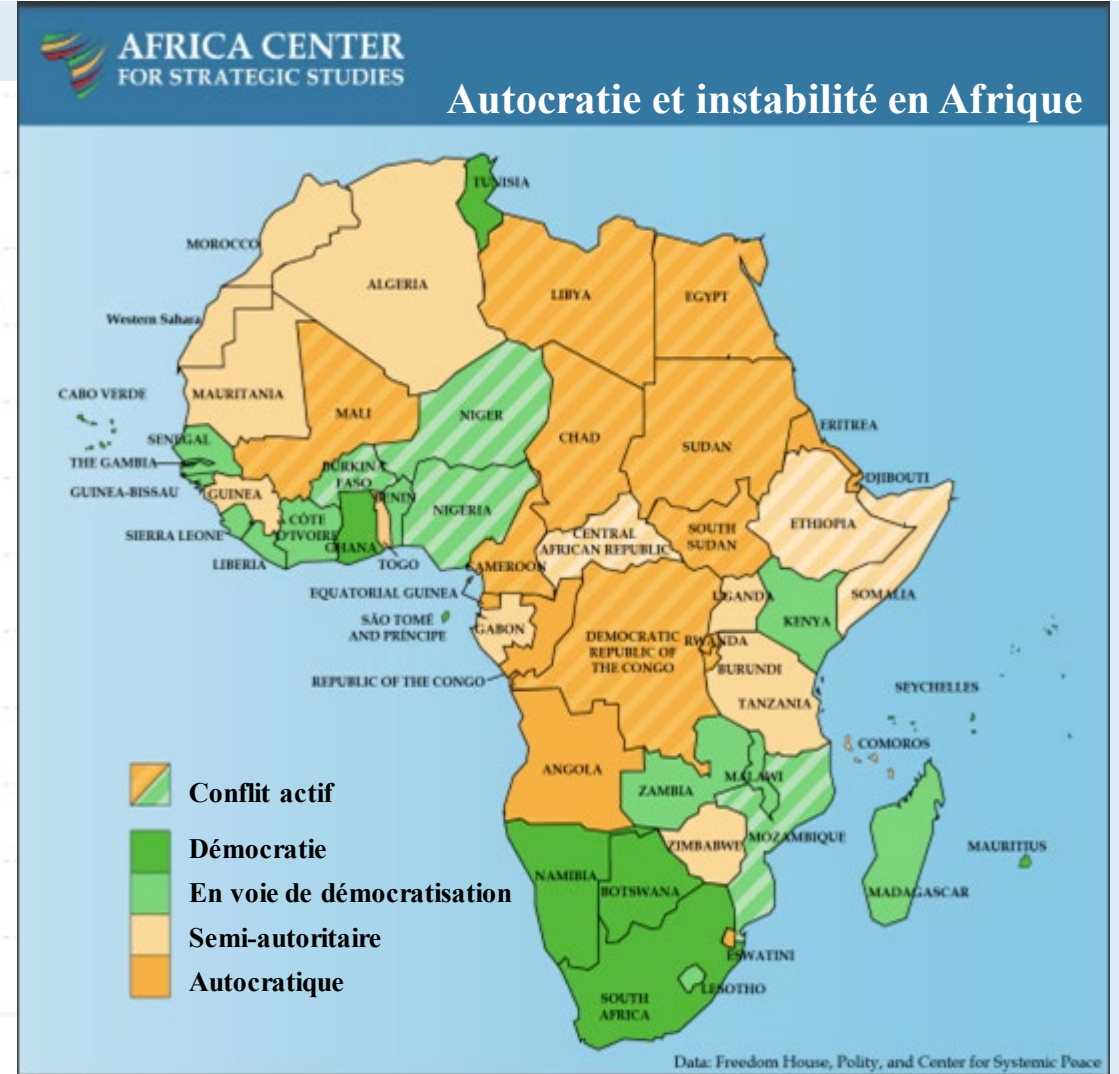 AFRICA CENTER
FOR STRATEGIC STUDIES
Autocratie et instabilité en Afrique
TUNISIA
MOROCCO
ALGERIA
LIBYA
EGYPT
Western Sahara
CABO VERDE
MAURITANIA
MALI
NIGER
CHAD
SUDAN
ERITREA
SENEGAL
THE GAMBIA
DJIBOUTI
GUINEA-BISSAU
GUINEA
BURKINA
FASO
BENIN
NIGERIA
ETHIOPIA
SIERRA LEONE
CÔTE
D'IVOIRE
GHANA
CENTRAL
AFRICAN REPUBLIC
SOUTH
SUDAN
LIBERIA
TOGO
CAMEROON
EQUATORIAL GUINEA
UGANDA
SOMALIA
SÃO TOMÉ
AND PRÍNCIPE
GABON
KENYA
DEMOCRATIC
REPUBLIC OF
THE CONGO
RWANDA
BURUNDI
REPUBLIC OF THE CONGO
TANZANIA
SEYCHELLES
COMOROS
ANGOLA
MALAWI
ZAMBIA
ZIMBABWE
MOZAMBIQUE
MAURITIUS
NAMIBIA
BOTSWANA
MADAGASCAR
ESWATINI
LESOTHO
SOUTH
AFRICA
Conflit actif
Démocratie
En voie de démocratisation
Semi-autoritaire
Autocratique
Data: Freedom House, Polity, and Center for Systemic Peace